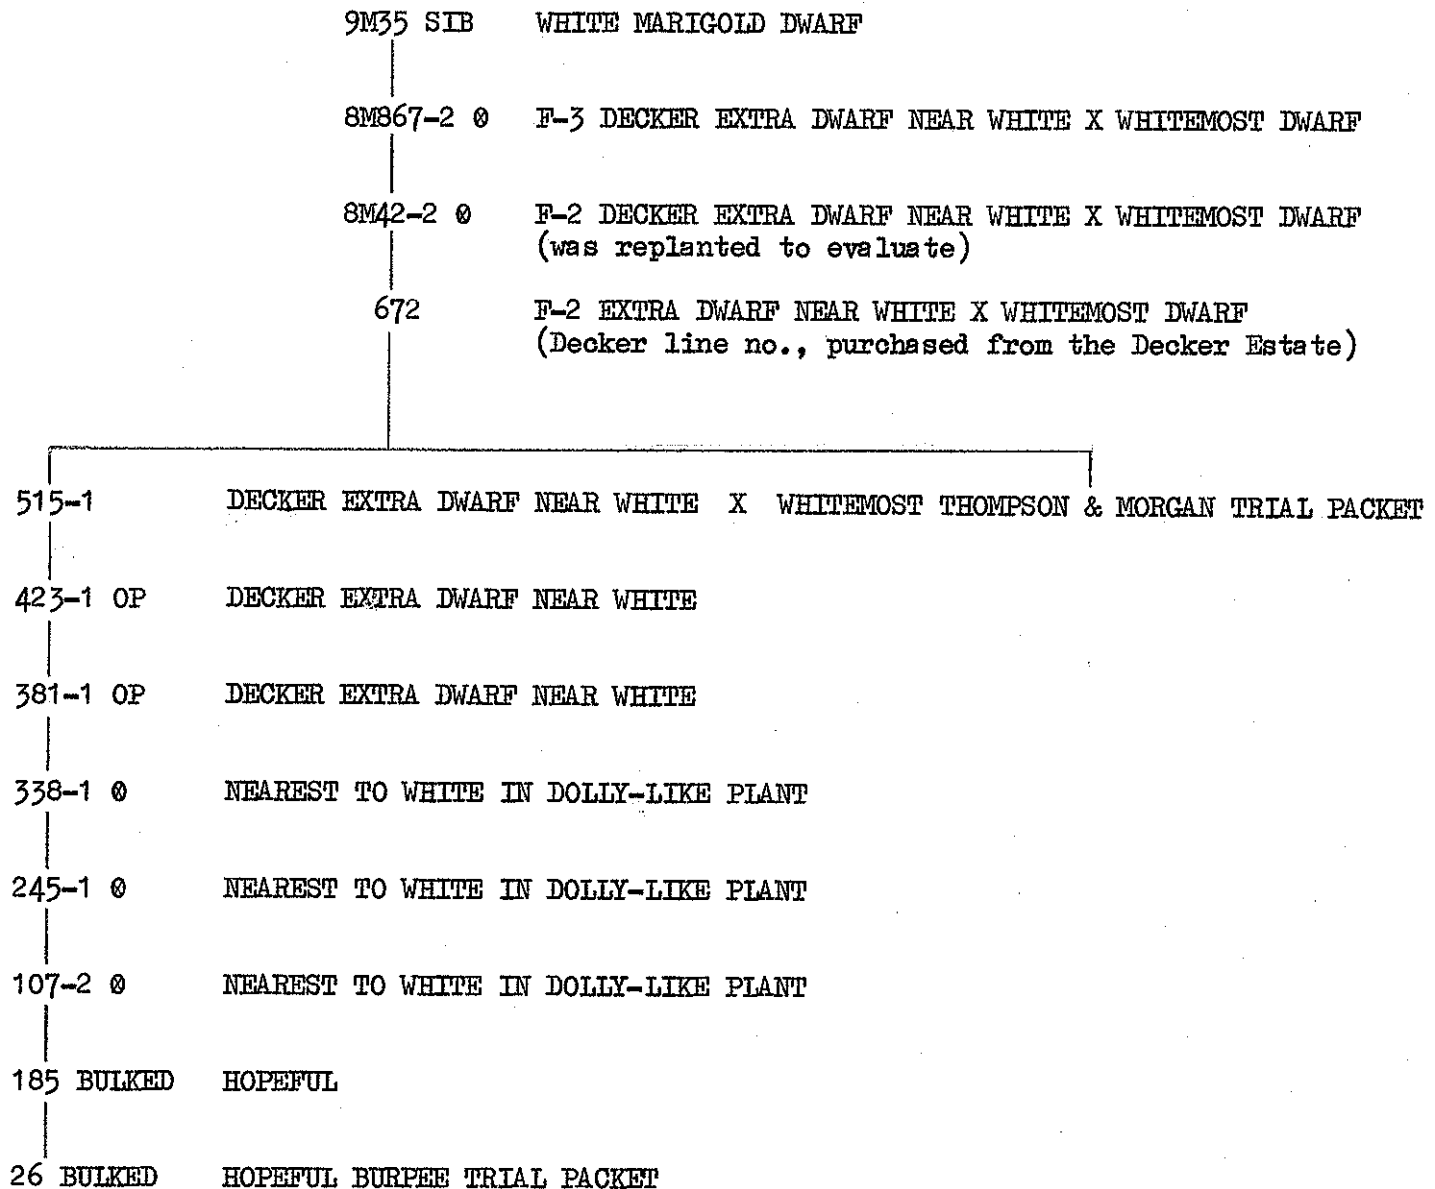 9M35 SIB WHITE MARIGOLD DWARF
8M867-2 ⊗ F-3 DECKER EXTRA DWARF NEAR WHITE X WHITEMOST DWARF
8M42-2 ⊗ F-2 DECKER EXTRA DWARF NEAR WHITE X WHITEMOST DWARF
(was replanted to evaluate)
672 F-2 EXTRA DWARF NEAR WHITE X WHITEMOST DWARF
(Decker line no., purchased from the Decker Estate)
515-1 DECKER EXTRA DWARF NEAR WHITE X WHITEMOST THOMPSON & MORGAN TRIAL PACKET
423-1 OP DECKER EXTRA DWARF NEAR WHITE
381-1 OP DECKER EXTRA DWARF NEAR WHITE
338-1 ⊗ NEAREST TO WHITE IN DOLLY-LIKE PLANT
245-1 ⊗ NEAREST TO WHITE IN DOLLY-LIKE PLANT
107-2 ⊗ NEAREST TO WHITE IN DOLLY-LIKE PLANT
185 BULKED HOPEFUL
26 BULKED HOPEFUL BURPEE TRIAL PACKET